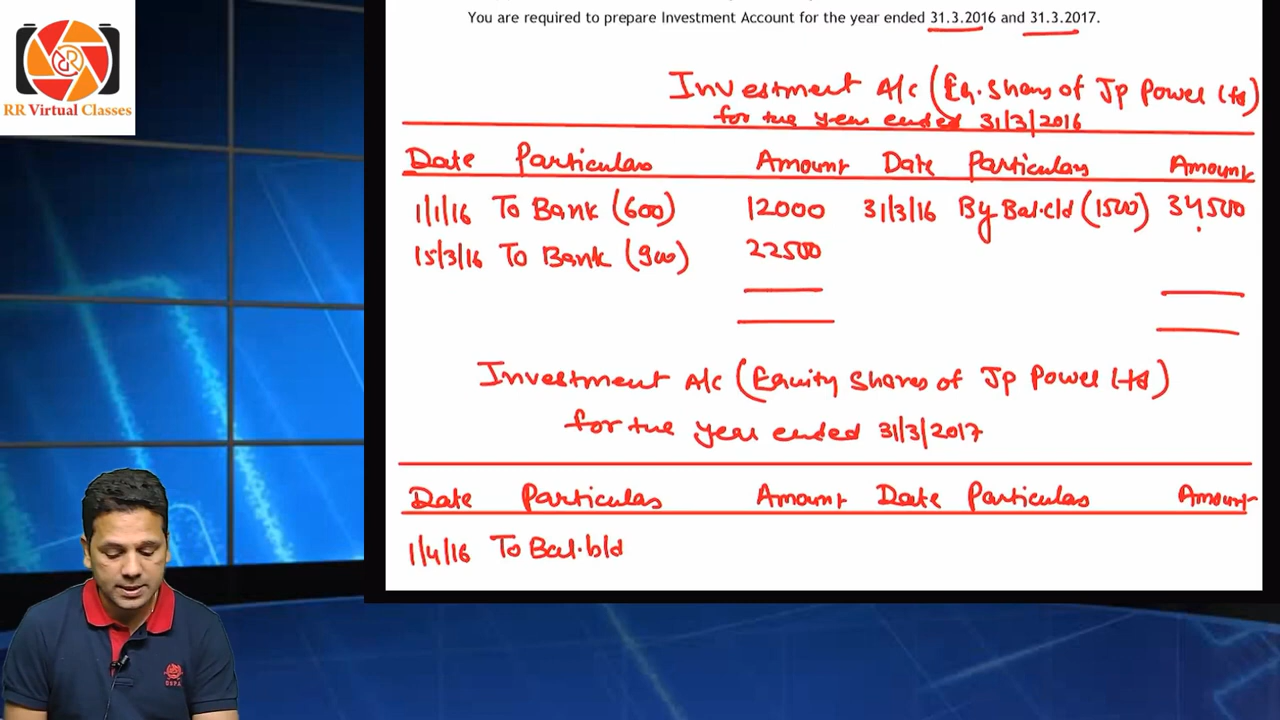 You are required to prepare Investment Account for the year ended 31.3.2016 and 31.3.2017.
RR Virtual Classes
Investment A/c (Eq. Shares of Jp Power Ltd)
for the year ended 31/3/2016
Date Particulars Amount Date Particulars Amount
1/1/16 To Bank (600) 12000 31/3/16 By Bal.c/d (1500) 34500
15/3/16 To Bank (900) 22500
Investment A/c (Equity Shares of Jp Power Ltd)
for the year ended 31/3/2017
Date Particulars Amount Date Particulars Amount
1/4/16 To Bal.b/d